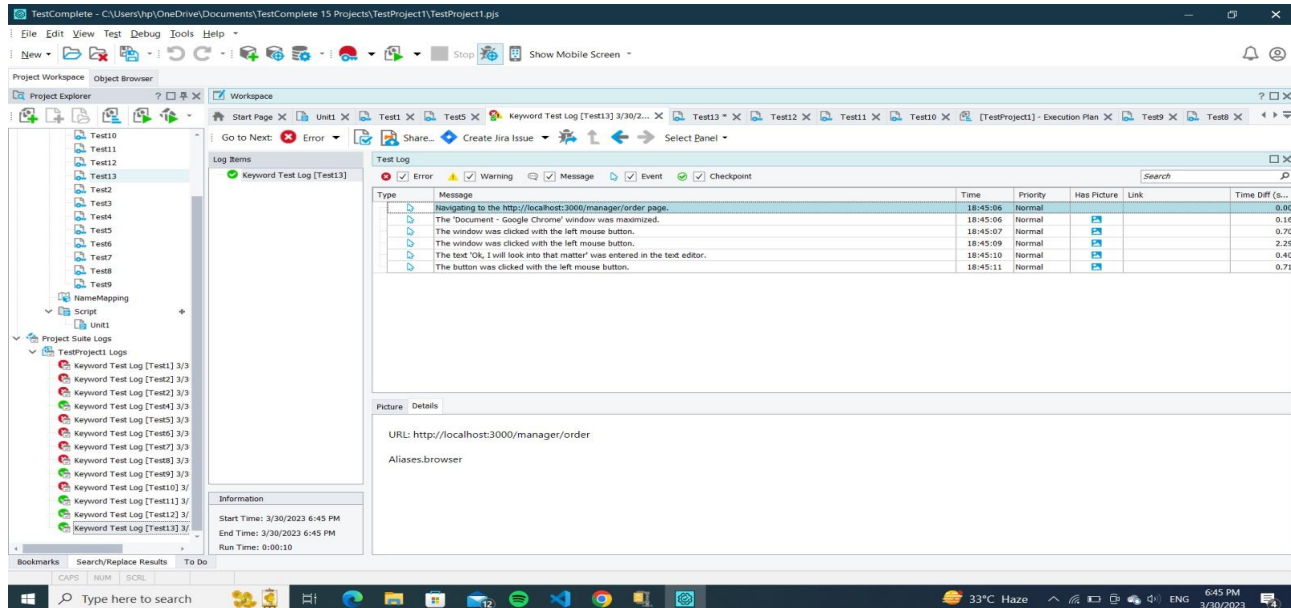 TestComplete - C:\Users\hp\OneDrive\Documents\TestComplete 15 Projects\TestProject1\TestProject1.pjs
File Edit View Test Debug Tools Help
New Stop Show Mobile Screen
Project Workspace Object Browser
Project Explorer
Workspace
Start Page Unit1 Test1 Test5 Keyword Test Log [Test13] 3/30/2... Test13 * Test12 Test11 Test10 [TestProject1] - Execution Plan Test9 Test8
Go to Next: Error Share... Create Jira Issue Select Panel
Test10
Test11
Test12
Test13
Test2
Test3
Test4
Test5
Test6
Test7
Test8
Test9
NameMapping
Script
Unit1
Project Suite Logs
TestProject1 Logs
Keyword Test Log [Test1] 3/3
Keyword Test Log [Test2] 3/3
Keyword Test Log [Test2] 3/3
Keyword Test Log [Test4] 3/3
Keyword Test Log [Test5] 3/3
Keyword Test Log [Test6] 3/3
Keyword Test Log [Test7] 3/3
Keyword Test Log [Test8] 3/3
Keyword Test Log [Test9] 3/3
Keyword Test Log [Test10] 3/
Keyword Test Log [Test11] 3/
Keyword Test Log [Test12] 3/
Keyword Test Log [Test13] 3/
Log Items
Keyword Test Log [Test13]
Information
Start Time: 3/30/2023 6:45 PM
End Time: 3/30/2023 6:45 PM
Run Time: 0:00:10
Test Log
Error Warning Message Event Checkpoint Search
Type Message Time Priority Has Picture Link Time Diff (s...
Navigating to the http://localhost:3000/manager/order page. 18:45:06 Normal 0.00
The 'Document - Google Chrome' window was maximized. 18:45:06 Normal 0.16
The window was clicked with the left mouse button. 18:45:07 Normal 0.70
The window was clicked with the left mouse button. 18:45:09 Normal 2.29
The text 'Ok, I will look into that matter' was entered in the text editor. 18:45:10 Normal 0.40
The button was clicked with the left mouse button. 18:45:11 Normal 0.71
Picture Details
URL: http://localhost:3000/manager/order
Aliases.browser
Bookmarks Search/Replace Results To Do
CAPS NUM SCRL
Type here to search 12 33°C Haze ENG 6:45 PM
3/30/2023 4